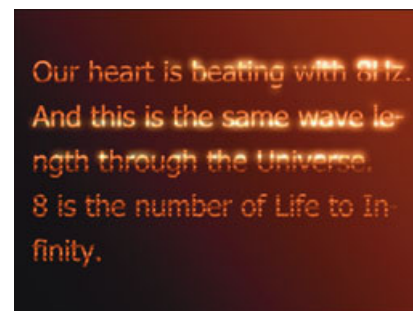 Our heart is beating with 8Hz.
And this is the same wave le-
ngth through the Universe.
8 is the number of Life to In-
finity.